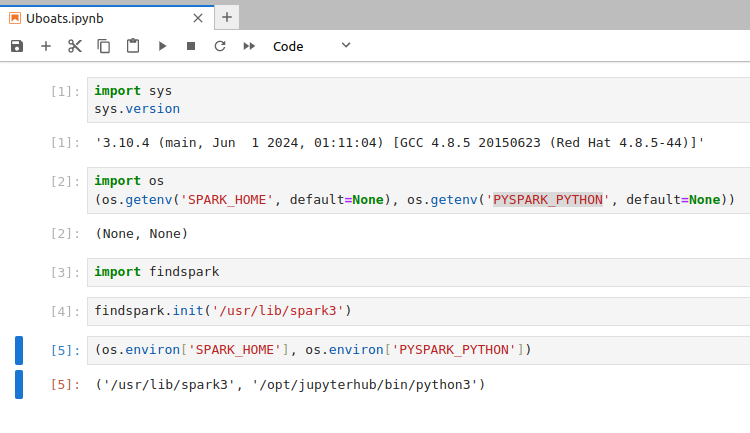 Uboats.ipynb
Code
[1]: import sys
sys.version
[1]: '3.10.4 (main, Jun  1 2024, 01:11:04) [GCC 4.8.5 20150623 (Red Hat 4.8.5-44)]'
[2]: import os
(os.getenv('SPARK_HOME', default=None), os.getenv('PYSPARK_PYTHON', default=None))
[2]: (None, None)
[3]: import findspark
[4]: findspark.init('/usr/lib/spark3')
[5]: (os.environ['SPARK_HOME'], os.environ['PYSPARK_PYTHON'])
[5]: ('/usr/lib/spark3', '/opt/jupyterhub/bin/python3')